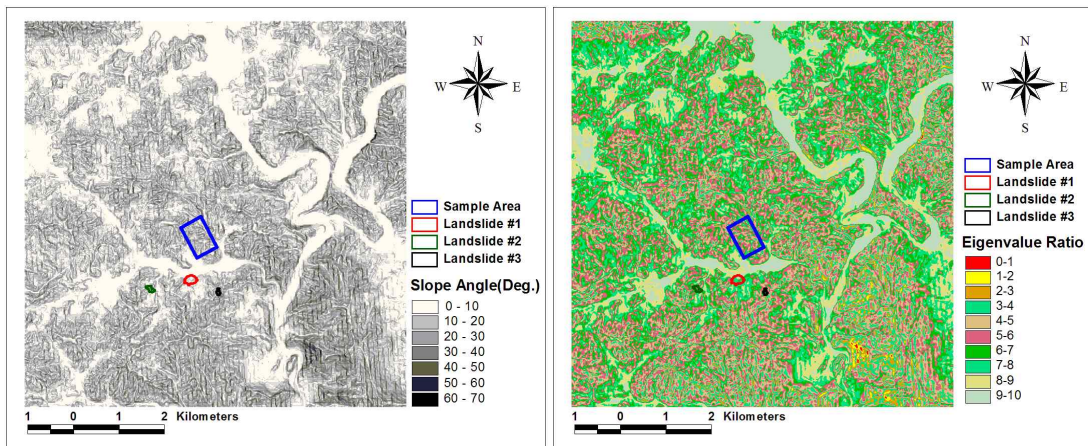 N
W E
S
Sample Area
Landslide #1
Landslide #2
Landslide #3
Slope Angle(Deg.)
0 - 10
10 - 20
20 - 30
30 - 40
40 - 50
50 - 60
60 - 70
1 0 1 2 Kilometers
N
W E
S
Sample Area
Landslide #1
Landslide #2
Landslide #3
Eigenvalue Ratio
0-1
1-2
2-3
3-4
4-5
5-6
6-7
7-8
8-9
9-10
1 0 1 2 Kilometers